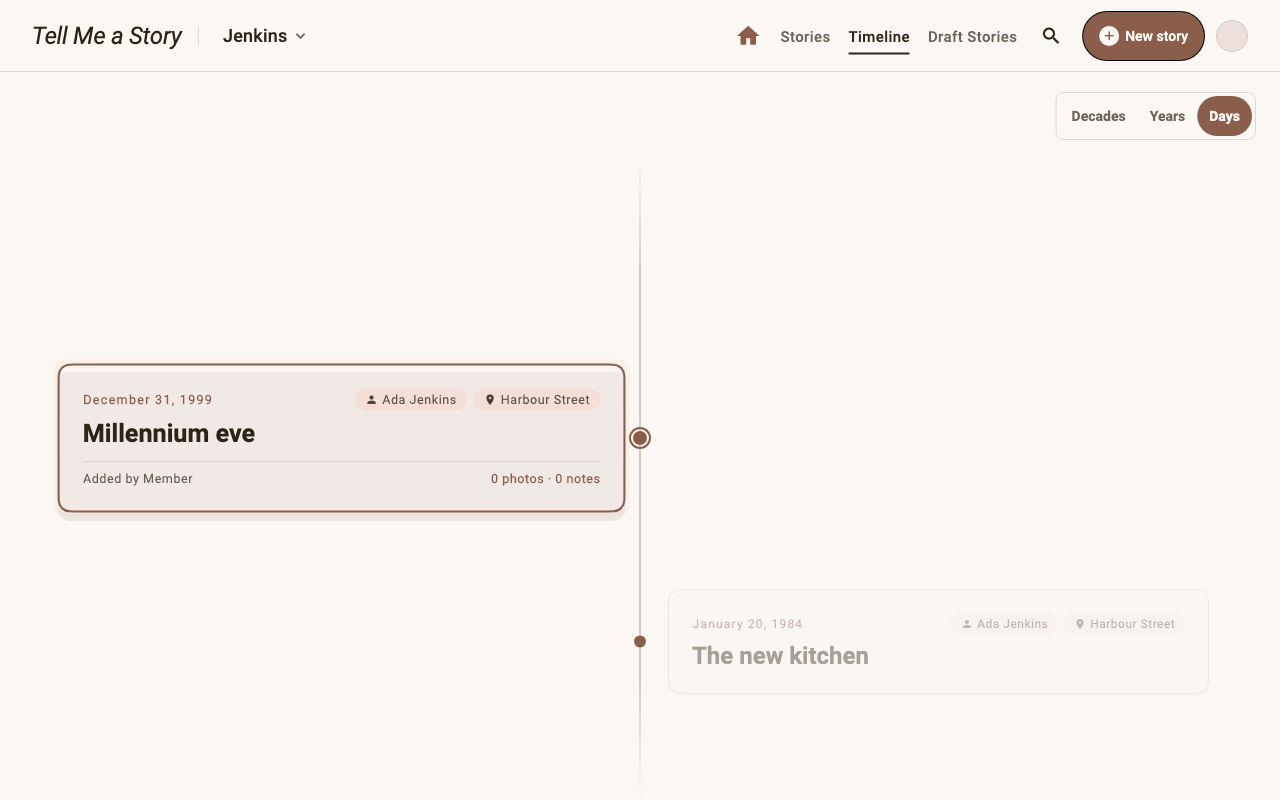 Tell Me a Story
Jenkins
Stories
Timeline
Draft Stories
New story
Decades
Years
Days
December 31, 1999
Ada Jenkins
Harbour Street
Millennium eve
Added by Member
0 photos · 0 notes
January 20, 1984
Ada Jenkins
Harbour Street
The new kitchen